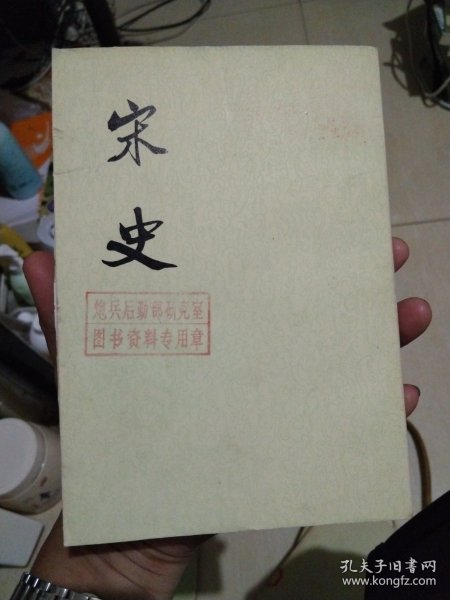 宋
史
炮兵后勤部研究室
图书资料专用章
孔夫子旧书网
www.kongfz.com